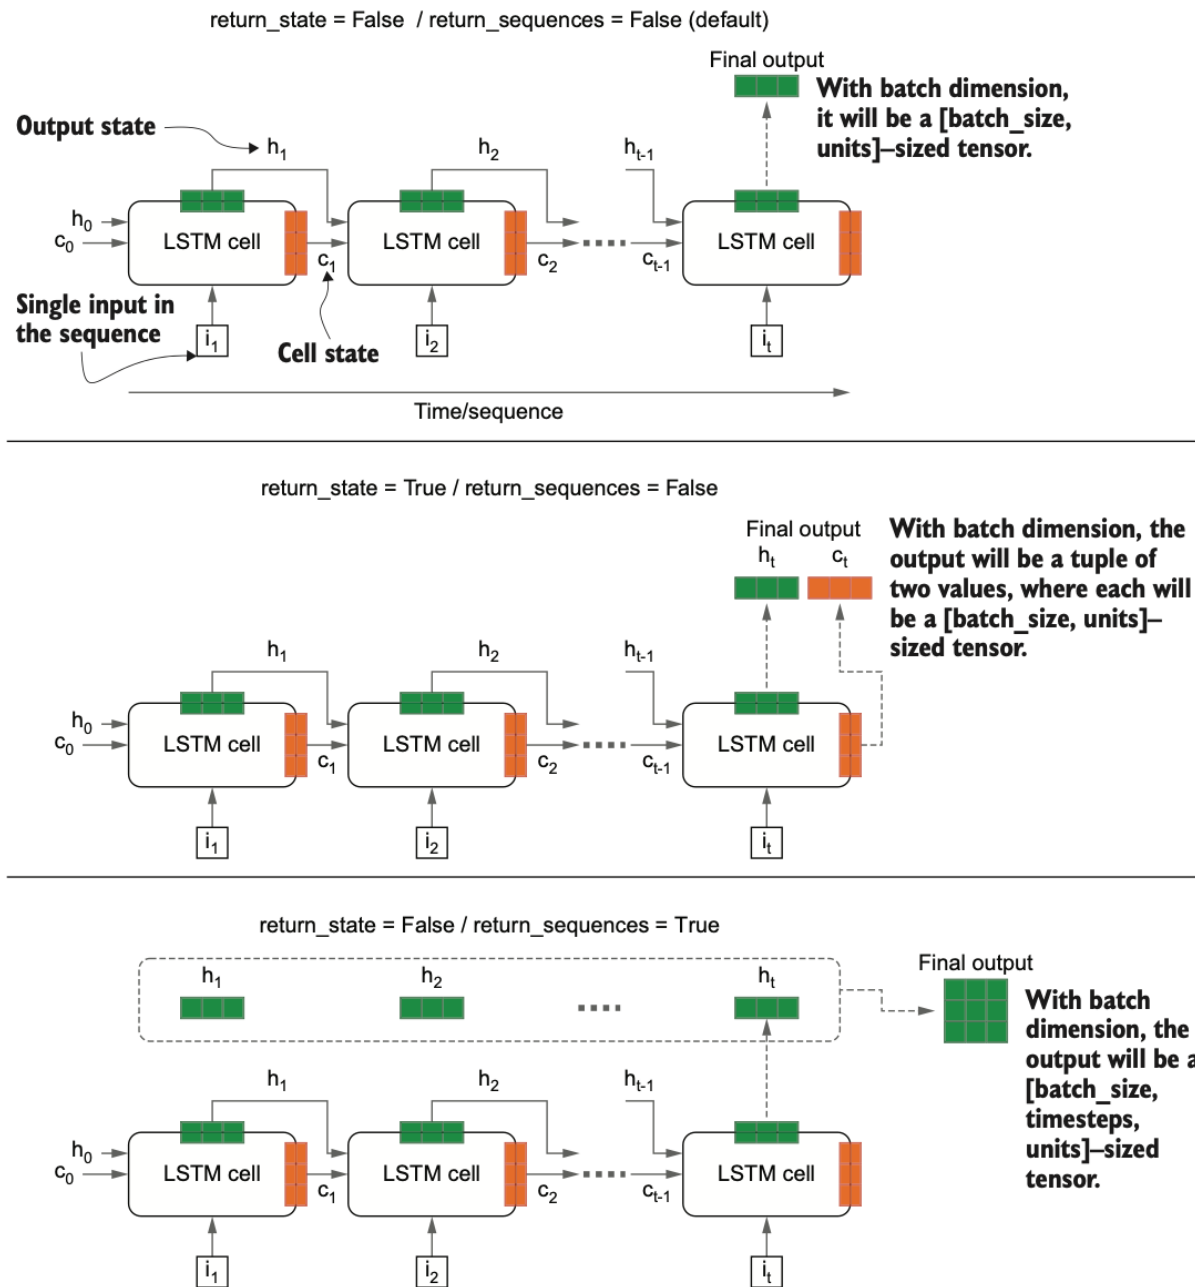 return_state = False / return_sequences = False (default)
Final output
With batch dimension,
it will be a [batch_size,
units]–sized tensor.
Output state
h1
h2
ht-1
h0
c0
LSTM cell
LSTM cell
LSTM cell
c1
c2
ct-1
Single input in
the sequence
i1
Cell state
i2
it
Time/sequence
return_state = True / return_sequences = False
Final output
ht
ct
With batch dimension, the
output will be a tuple of
two values, where each will
be a [batch_size, units]–
sized tensor.
h1
h2
ht-1
h0
c0
LSTM cell
LSTM cell
LSTM cell
c1
c2
ct-1
i1
i2
it
return_state = False / return_sequences = True
h1
h2
ht
Final output
With batch
dimension, the
output will be a
[batch_size,
timesteps,
units]–sized
tensor.
h1
h2
ht-1
h0
c0
LSTM cell
LSTM cell
LSTM cell
c1
c2
ct-1
i1
i2
it